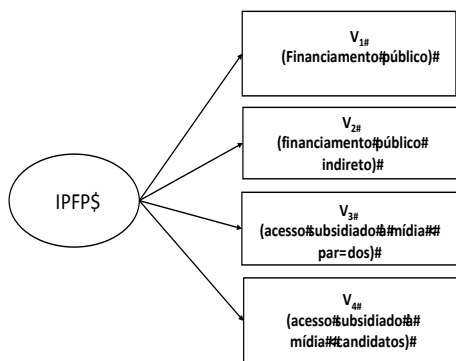 V1#
(Financiamento#público)#
V2#
(financiamento#público#
indireto)#
IPFP$
V3#
(acesso#subsidiado#à#mídia#<#
par=dos)#
V4#
(acesso#subsidiado#à#
mídia#<#candidatos)#